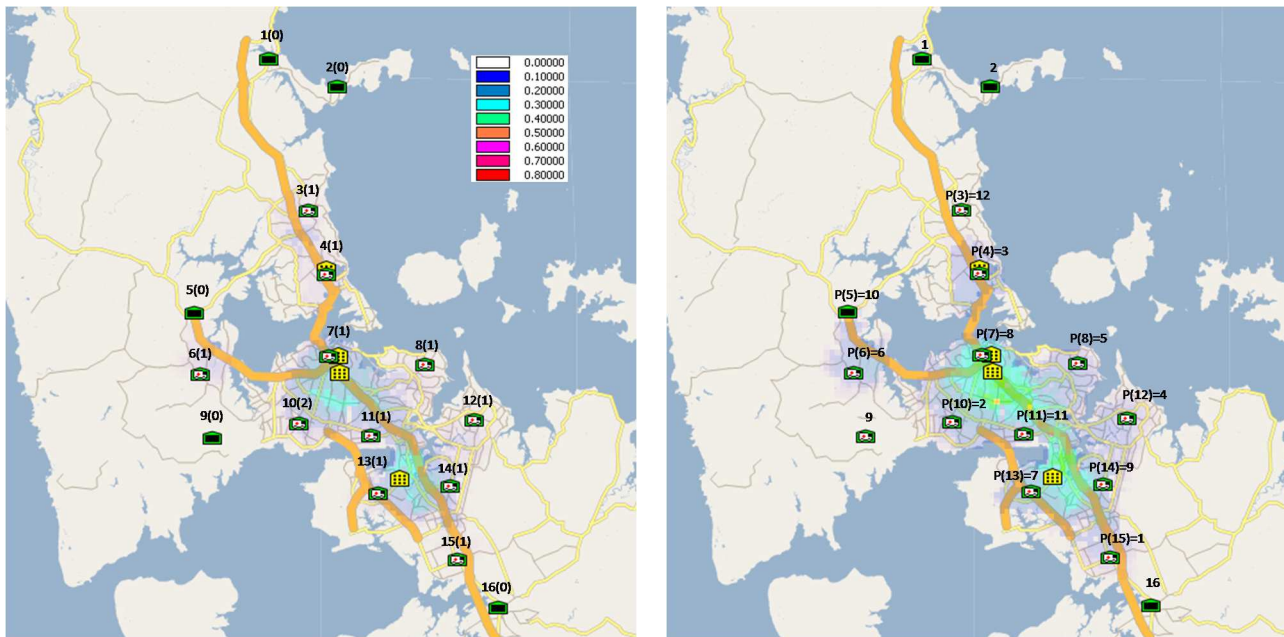 1(0)
2(0)
0.00000
0.10000
0.20000
0.30000
0.40000
0.50000
0.60000
0.70000
0.80000
3(1)
4(1)
5(0)
7(1)
8(1)
6(1)
12(1)
10(2)
9(0)
11(1)
13(1)
14(1)
15(1)
16(0)
1
2
P(3)=12
P(4)=3
P(5)=10
P(7)=8
P(8)=5
P(6)=6
P(12)=4
P(10)=2
9
P(11)=11
P(13)=7
P(14)=9
P(15)=1
16